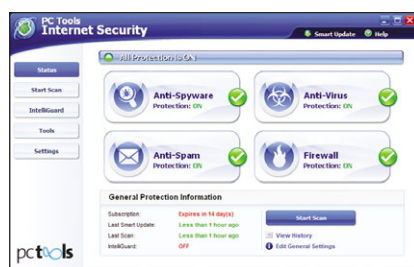 PC Tools
Internet Security
Smart Update Help
All Protection is ON
Status
Start Scan
IntelliGuard
Tools
Settings
Anti-Spyware
Protection: ON
Anti-Virus
Protection: ON
Anti-Spam
Protection: ON
Firewall
Protection: ON
General Protection Information
Subscription: Expires in 14 day(s)
Last Smart Update: Less than 1 hour ago
Last Scan: Less than 1 hour ago
IntelliGuard: OFF
Start Scan
View History
Edit General Settings
pctools